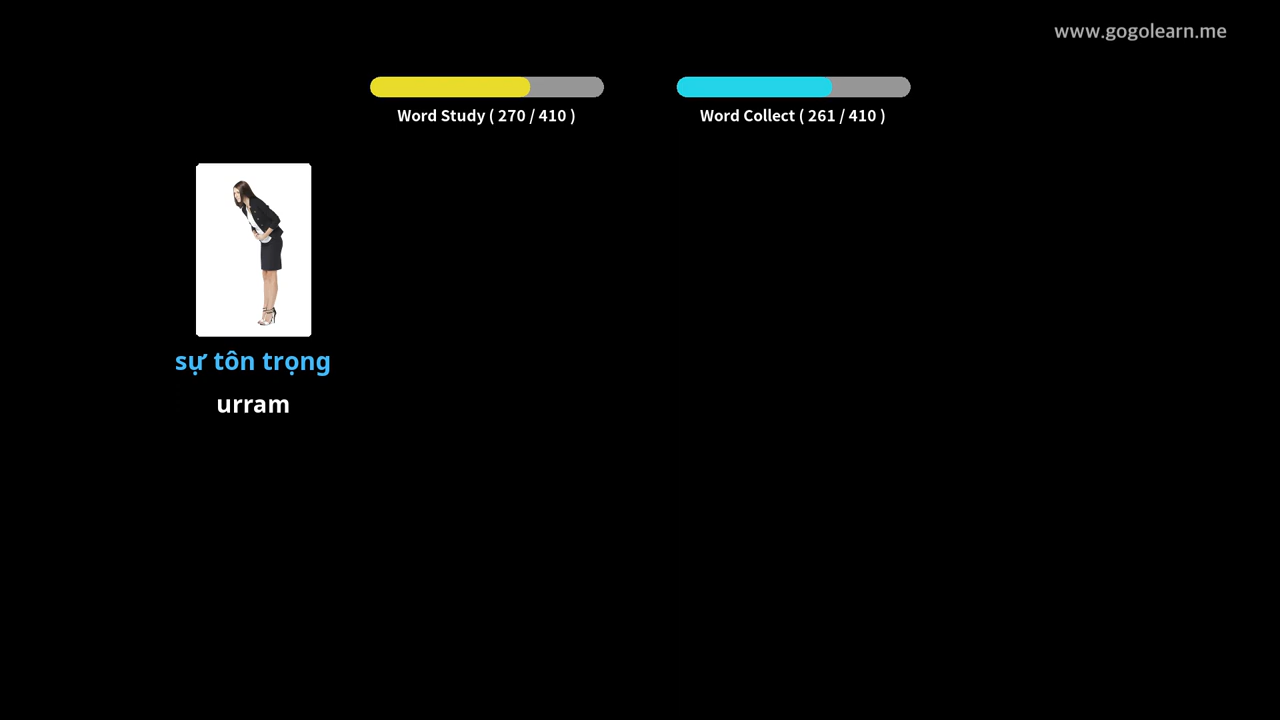 www.gogolearn.me
Word Study ( 270 / 410 )
Word Collect ( 261 / 410 )
sự tôn trọng
urram